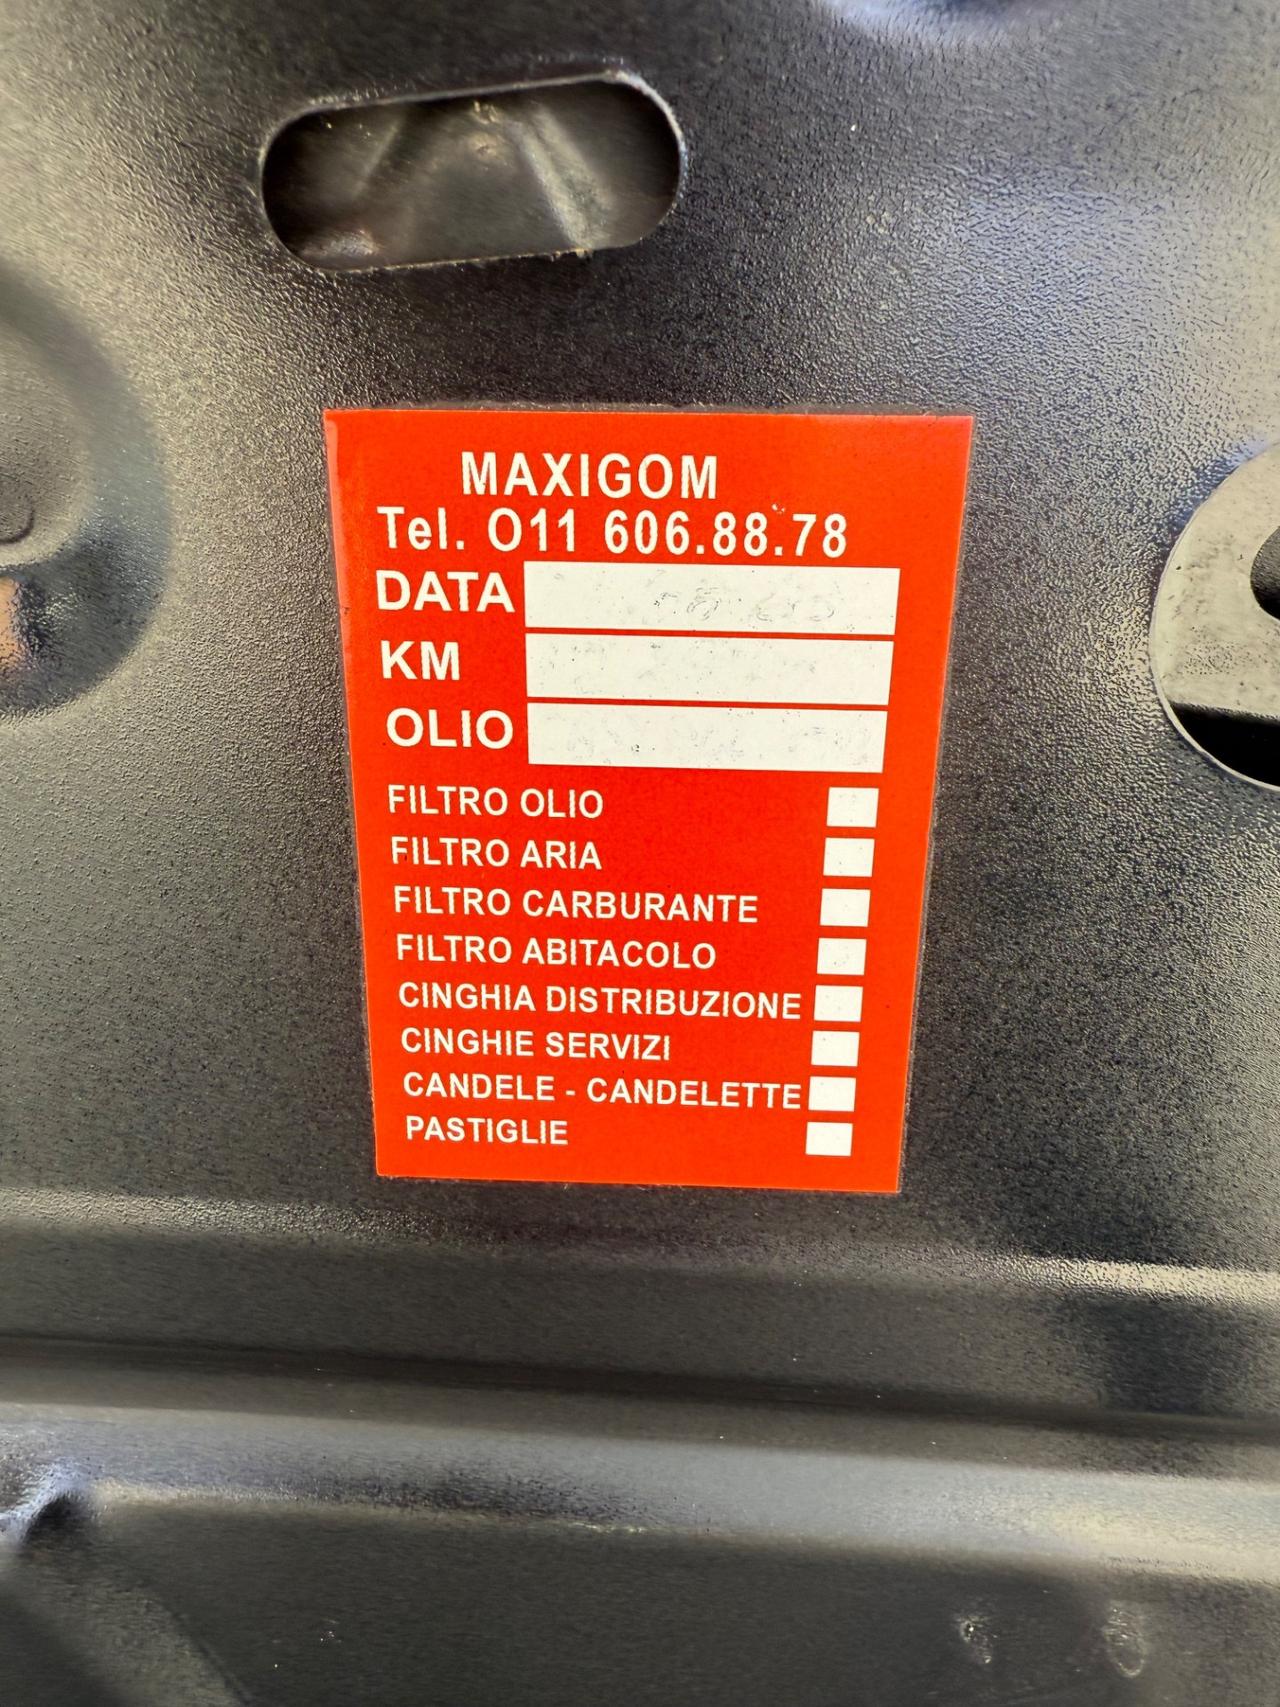 MAXIGOM
Tel. 011 606.88.78
DATA
KM
OLIO
FILTRO OLIO
FILTRO ARIA
FILTRO CARBURANTE
FILTRO ABITACOLO
CINGHIA DISTRIBUZIONE
CINGHIE SERVIZI
CANDELE - CANDELETTE
PASTIGLIE